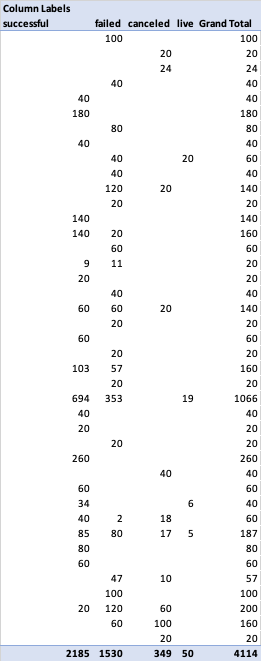 Column Labels
successful failed canceled live Grand Total
100 100
20 20
24 24
40 40
40 40
180 180
80 80
40 40
40 20 60
40 40
120 20 140
20 20
140 140
140 20 160
60 60
9 11 20
20 20
40 40
60 60 20 140
20 20
60 60
20 20
103 57 160
20 20
694 353 19 1066
40 40
20 20
20 20
260 260
40 40
60 60
34 6 40
40 2 18 60
85 80 17 5 187
80 80
60 60
47 10 57
100 100
20 120 60 200
60 100 160
20 20
2185 1530 349 50 4114